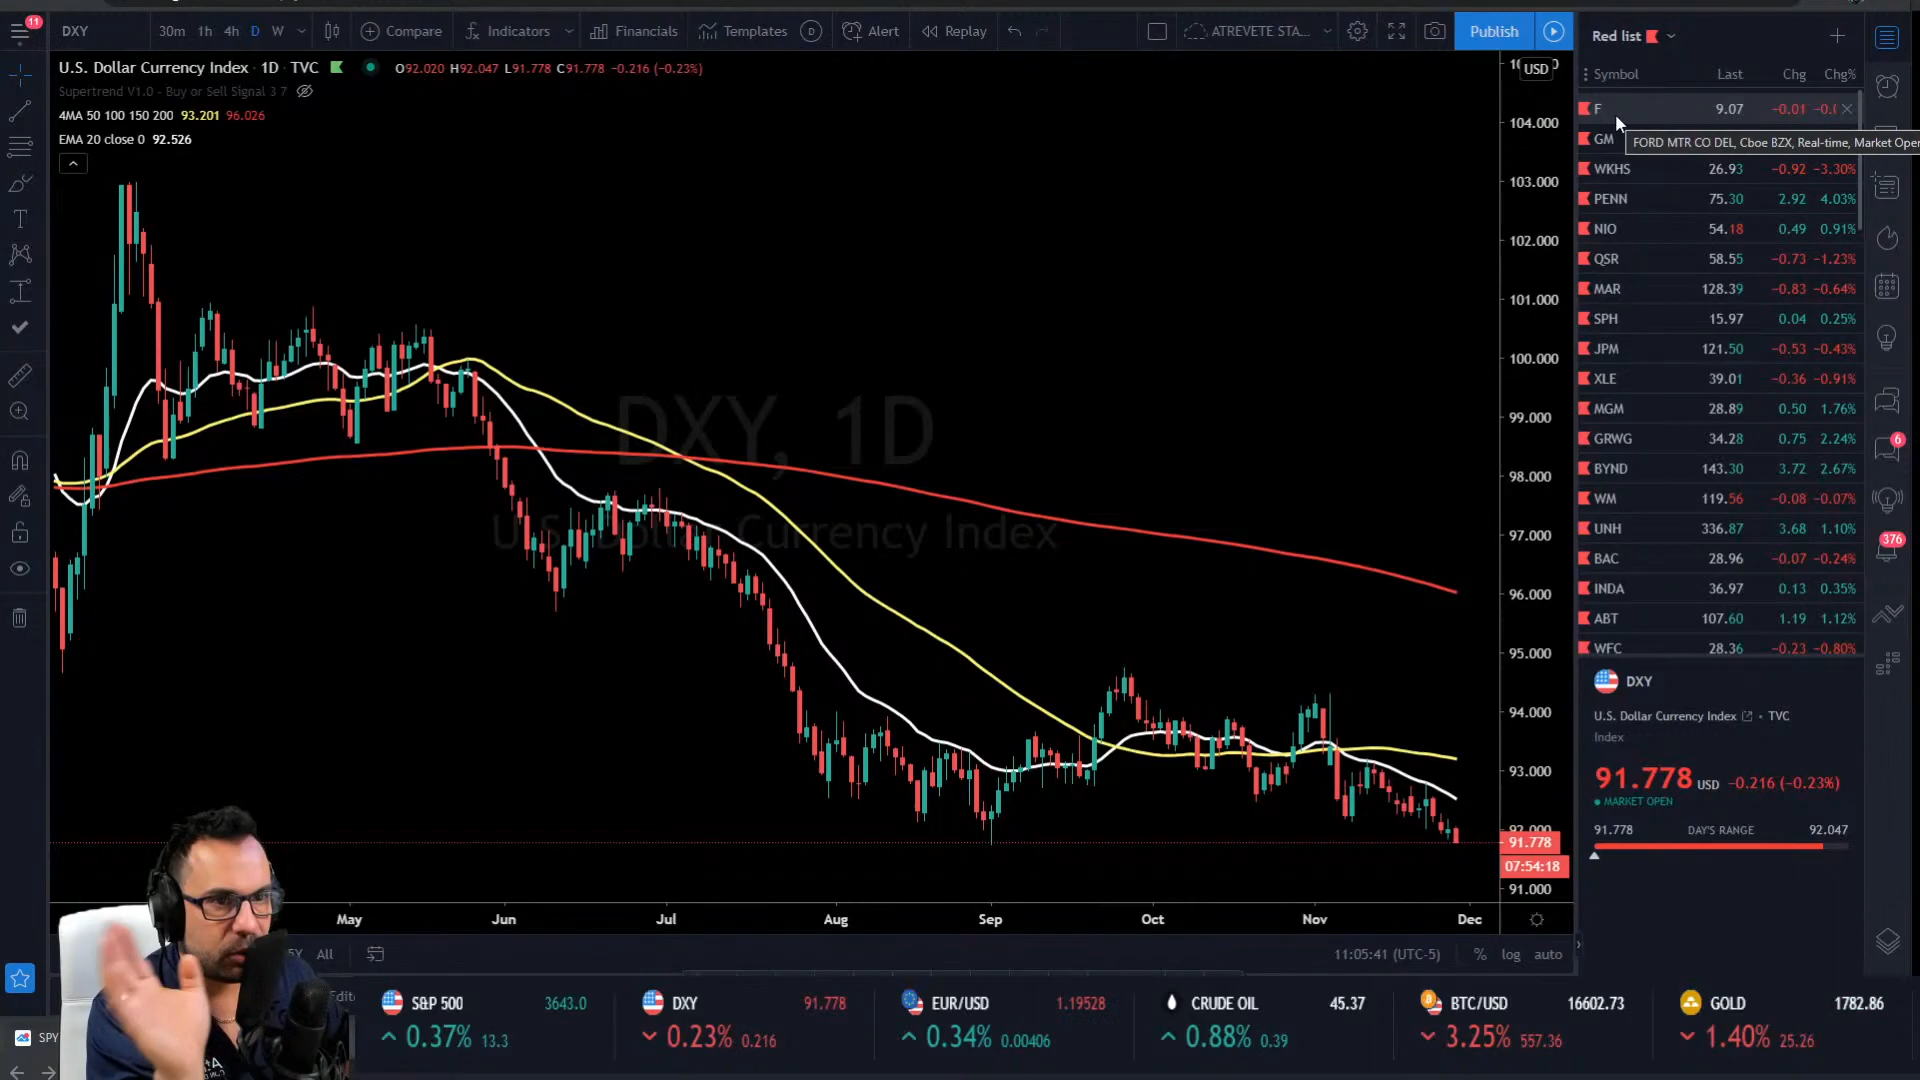 11
DXY 30m 1h 4h D W Compare Indicators Financials Templates D Alert Replay ATREVETE STA... Publish
U.S. Dollar Currency Index · 1D · TVC O92.020 H92.047 L91.778 C91.778 −0.216 (−0.23%)
Supertrend V1.0 - Buy or Sell Signal 3 7
4MA 50 100 150 200 93.201 96.026
EMA 20 close 0 92.526
DXY, 1D
U.S. Dollar Currency Index
USD
104.000
103.000
102.000
101.000
100.000
99.000
98.000
97.000
96.000
95.000
94.000
93.000
92.000
91.778
07:54:18
91.000
May Jun Jul Aug Sep Oct Nov Dec
5Y All
11:05:41 (UTC-5) % log auto
Red list
Symbol Last Chg Chg%
F 9.07 −0.01
GM
FORD MTR CO DEL, Cboe BZX, Real-time, Market Open
WKHS 26.93 −0.92 −3.30%
PENN 75.30 2.92 4.03%
NIO 54.18 0.49 0.91%
QSR 58.55 −0.73 −1.23%
MAR 128.39 −0.83 −0.64%
SPH 15.97 0.04 0.25%
JPM 121.50 −0.53 −0.43%
XLE 39.01 −0.36 −0.91%
MGM 28.89 0.50 1.76%
GRWG 34.28 0.75 2.24%
BYND 143.30 3.72 2.67%
WM 119.56 −0.08 −0.07%
UNH 336.87 3.68 1.10%
BAC 28.96 −0.07 −0.24%
INDA 36.97 0.13 0.35%
ABT 107.60 1.19 1.12%
WFC 28.36 −0.23 −0.80%
6
376
DXY
U.S. Dollar Currency Index • TVC
Index
91.778 USD −0.216 (−0.23%)
MARKET OPEN
91.778 DAY'S RANGE 92.047
S&P 500 3643.0
0.37% 13.3
DXY 91.778
0.23% 0.216
EUR/USD 1.19528
0.34% 0.00406
CRUDE OIL 45.37
0.88% 0.39
BTC/USD 16602.73
3.25% 557.36
GOLD 1782.86
1.40% 25.26
SPY